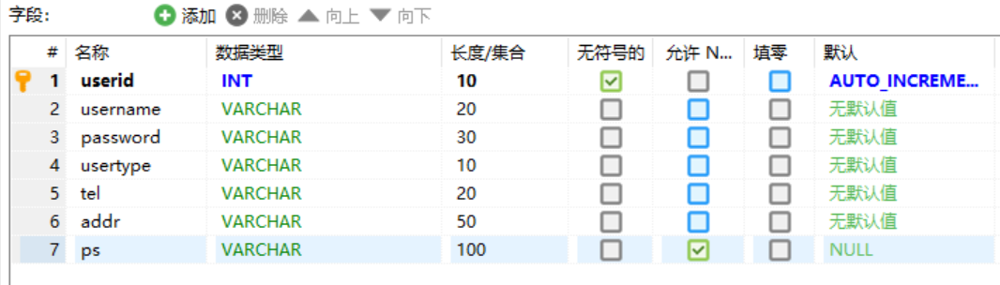 字段: 添加 删除 向上 向下
# 名称 数据类型 长度/集合 无符号的 允许 N... 填零 默认
1 userid INT 10 AUTO_INCREME...
2 username VARCHAR 20 无默认值
3 password VARCHAR 30 无默认值
4 usertype VARCHAR 10 无默认值
5 tel VARCHAR 20 无默认值
6 addr VARCHAR 50 无默认值
7 ps VARCHAR 100 NULL